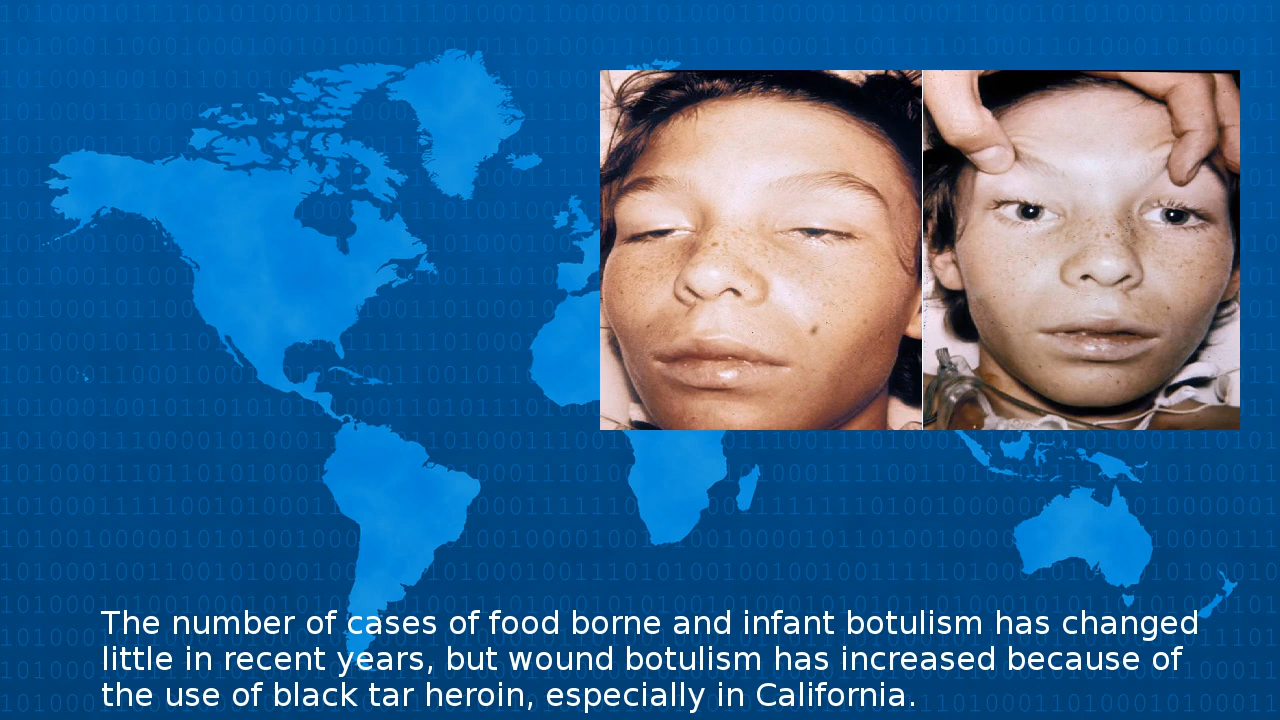 The number of cases of food borne and infant botulism has changed
little in recent years, but wound botulism has increased because of
the use of black tar heroin, especially in California.